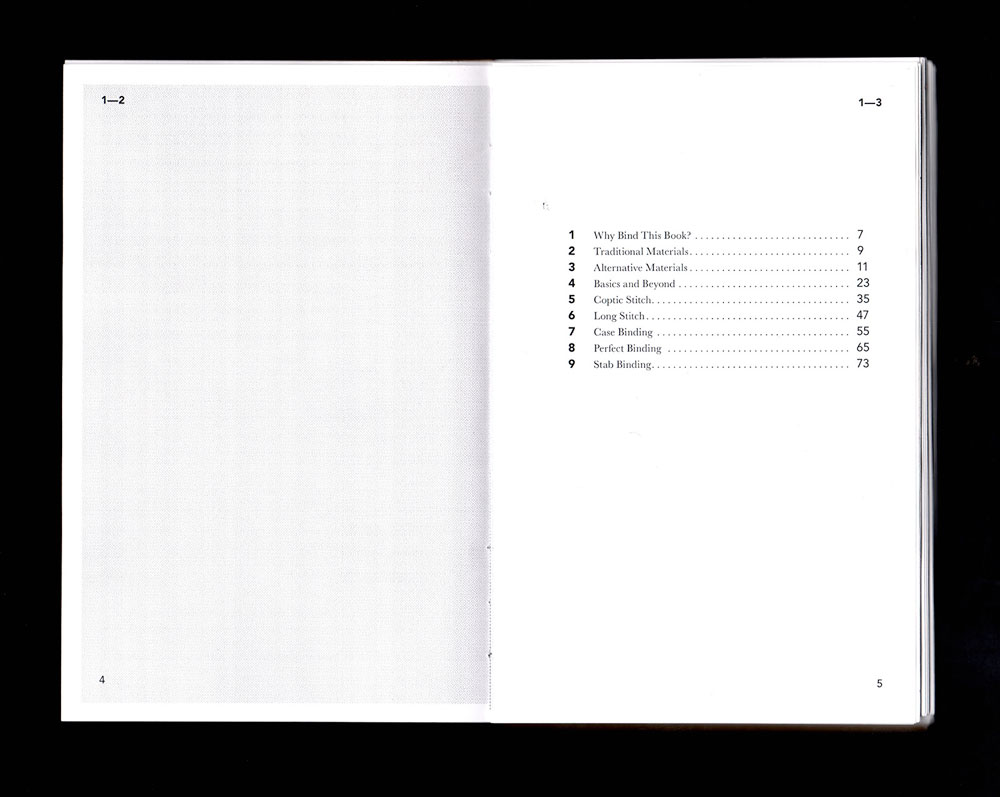 1—2
4
1—3
1 Why Bind This Book? ............................. 7
2 Traditional Materials.............................. 9
3 Alternative Materials.............................. 11
4 Basics and Beyond ................................ 23
5 Coptic Stitch..................................... 35
6 Long Stitch...................................... 47
7 Case Binding .................................... 55
8 Perfect Binding .................................. 65
9 Stab Binding..................................... 73
5